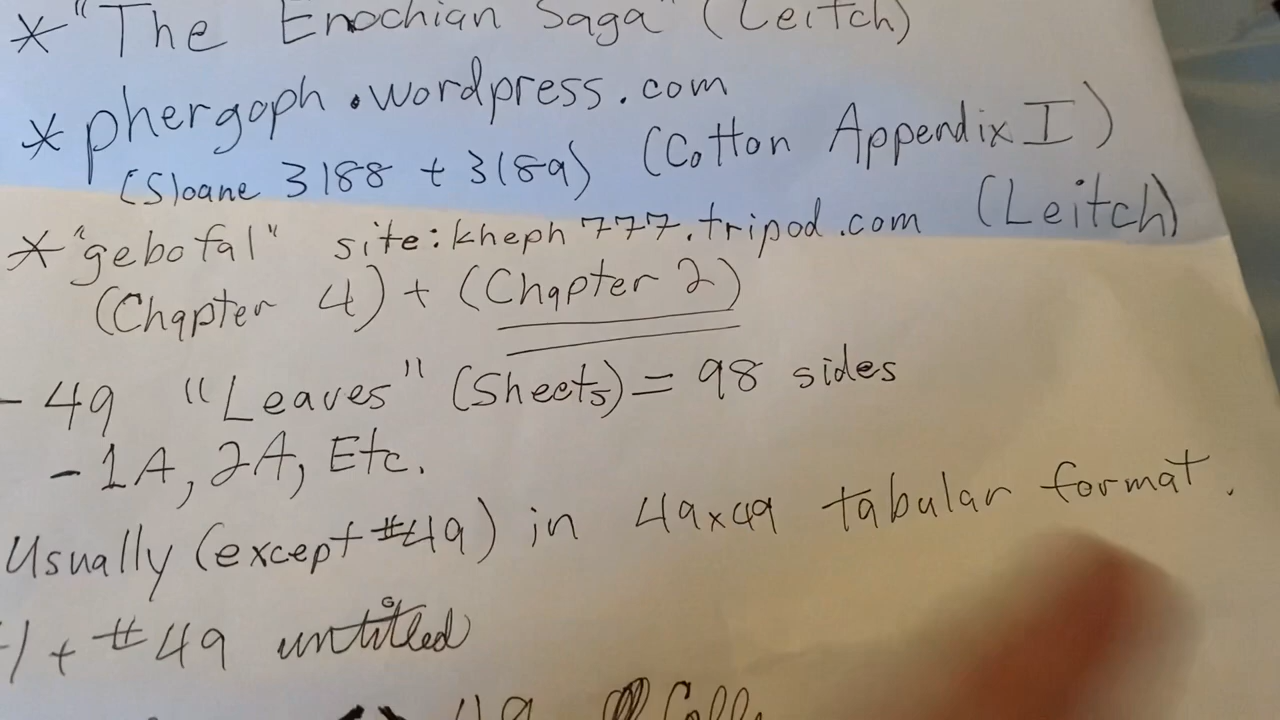 * "The Enochian Saga" (Leitch)
* phergoph.wordpress.com
(Sloane 3188 + 3189) (Cotton Appendix I)
* "gebofal" site:kheph777.tripod.com (Leitch)
(Chapter 4) + (Chapter 2)
- 49 "Leaves" (Sheets) = 98 sides
- 1A, 2A, Etc.
Usually (except #49) in 49x49 tabular format.
1 + #49 untitled
49